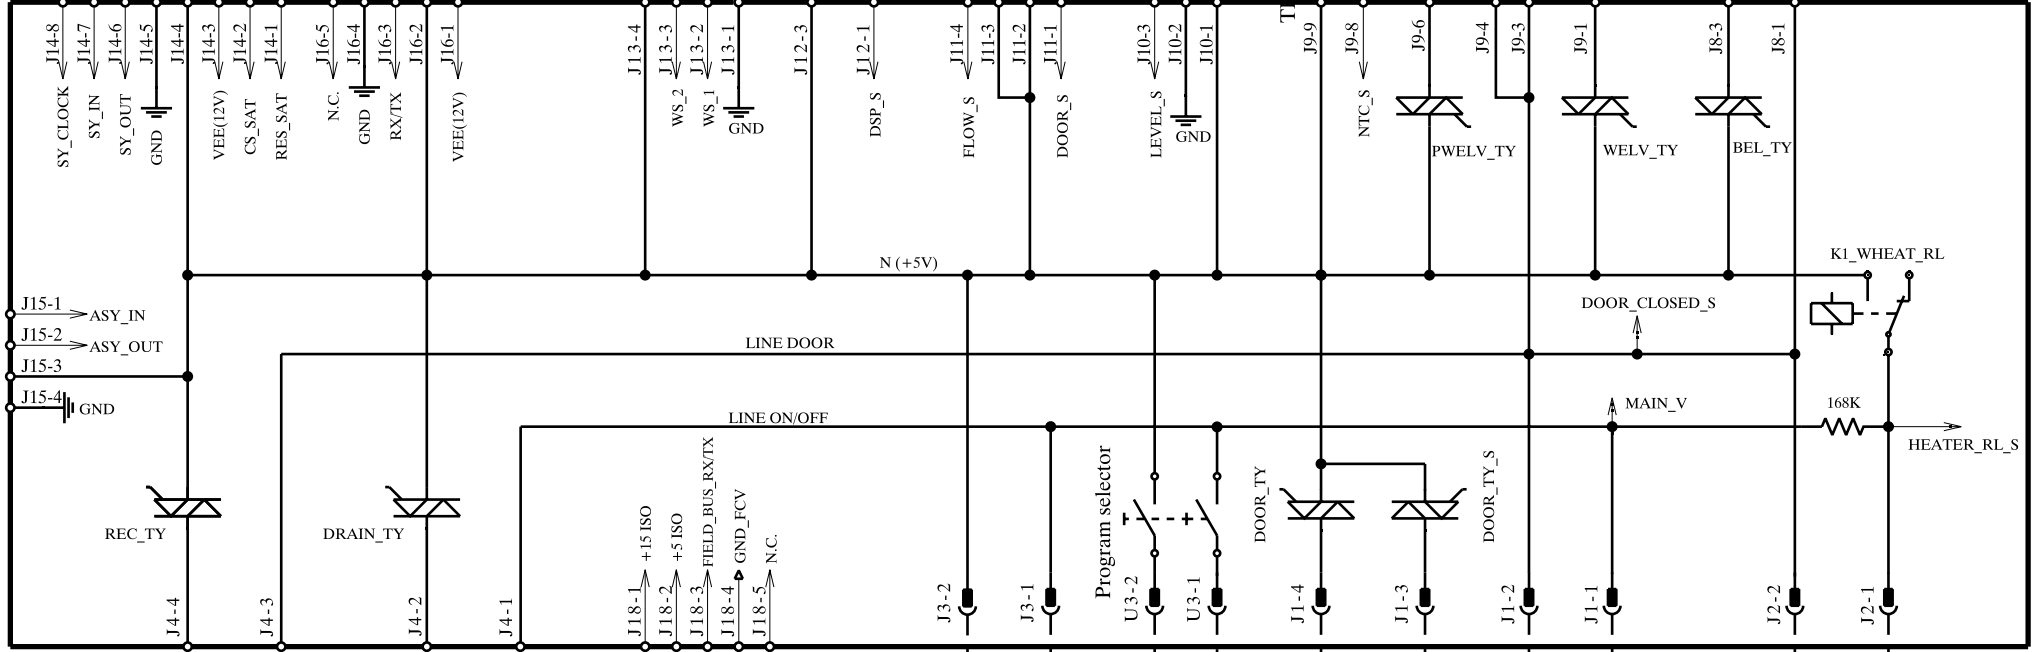 J14-8
J14-7
J14-6
J14-5
J14-4
J14-3
J14-2
J14-1
J16-5
J16-4
J16-3
J16-2
J16-1
J13-4
J13-3
J13-2
J13-1
J12-3
J12-1
J11-4
J11-3
J11-2
J11-1
J10-3
J10-2
J10-1
J9-9
J9-8
J9-6
J9-4
J9-3
J9-1
J8-3
J8-1
SY_CLOCK
SY_IN
SY_OUT
GND
VEE(12V)
CS_SAT
RES_SAT
N.C.
GND
RX/TX
VEE(12V)
WS_2
WS_1
GND
DSP_S
FLOW_S
DOOR_S
LEVEL_S
GND
NTC_S
PWELV_TY
WELV_TY
BEL_TY
N (+5V)
K1_WHEAT_RL
J15-1
ASY_IN
J15-2
ASY_OUT
J15-3
J15-4
GND
DOOR_CLOSED_S
LINE DOOR
MAIN_V
168K
LINE ON/OFF
HEATER_RL_S
REC_TY
DRAIN_TY
+15 ISO
+5 ISO
FIELD_BUS_RX/TX
GND_FCV
N.C.
Program selector
DOOR_TY
DOOR_TY_S
J4-4
J4-3
J4-2
J4-1
J18-1
J18-2
J18-3
J18-4
J18-5
J3-2
J3-1
U3-2
U3-1
J1-4
J1-3
J1-2
J1-1
J2-2
J2-1